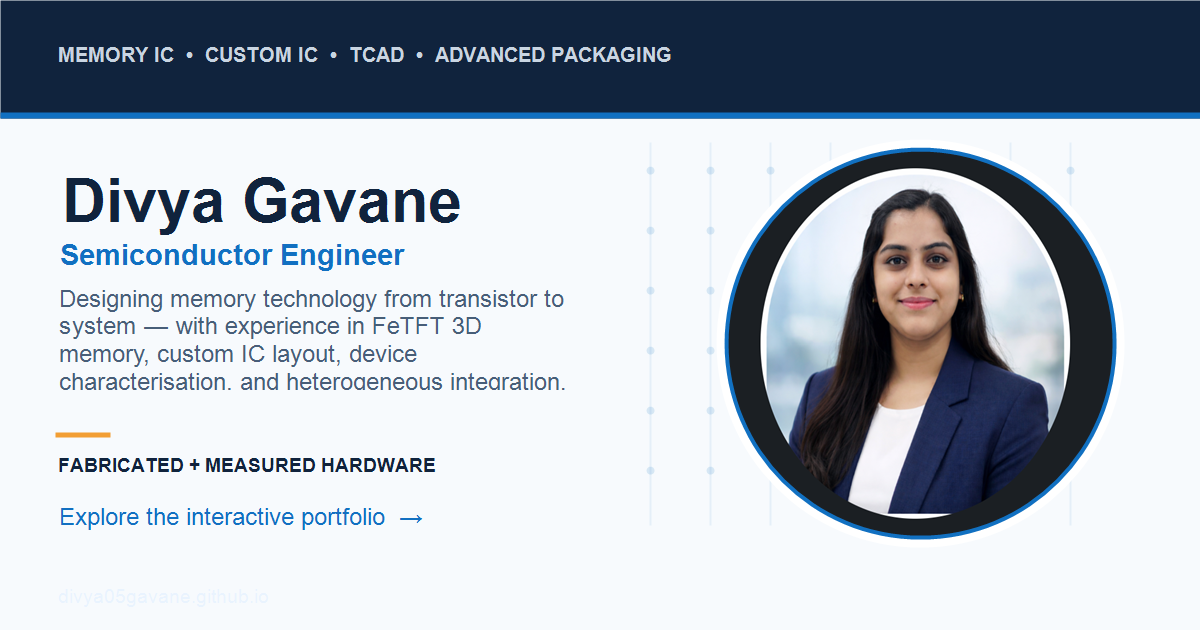 MEMORY IC • CUSTOM IC • TCAD • ADVANCED PACKAGING
Divya Gavane
Semiconductor Engineer
Designing memory technology from transistor to
system — with experience in FeTFT 3D
memory, custom IC layout, device
characterisation, and heterogeneous integration.
FABRICATED + MEASURED HARDWARE
Explore the interactive portfolio →
divya05gavane.github.io